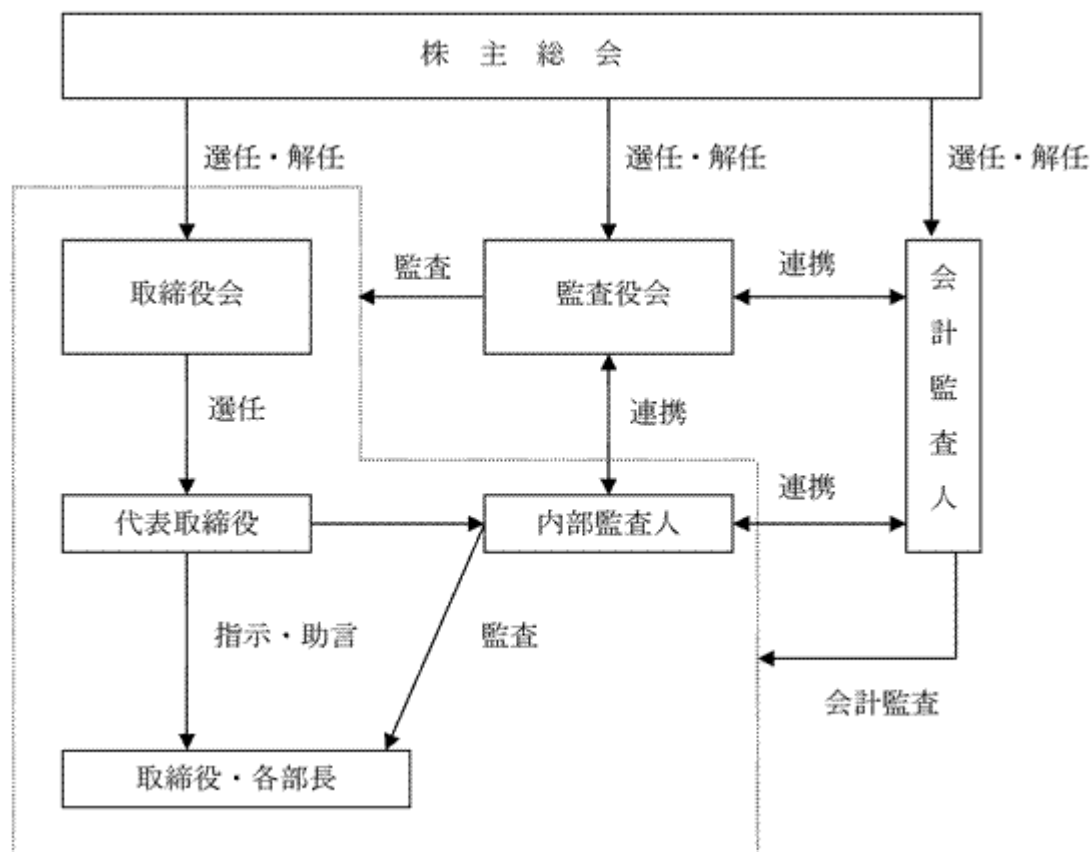 株主総会
選任・解任
選任・解任
選任・解任
取締役会
監査
監査役会
連携
会計監査人
選任
連携
代表取締役
内部監査人
連携
指示・助言
監査
会計監査
取締役・各部長